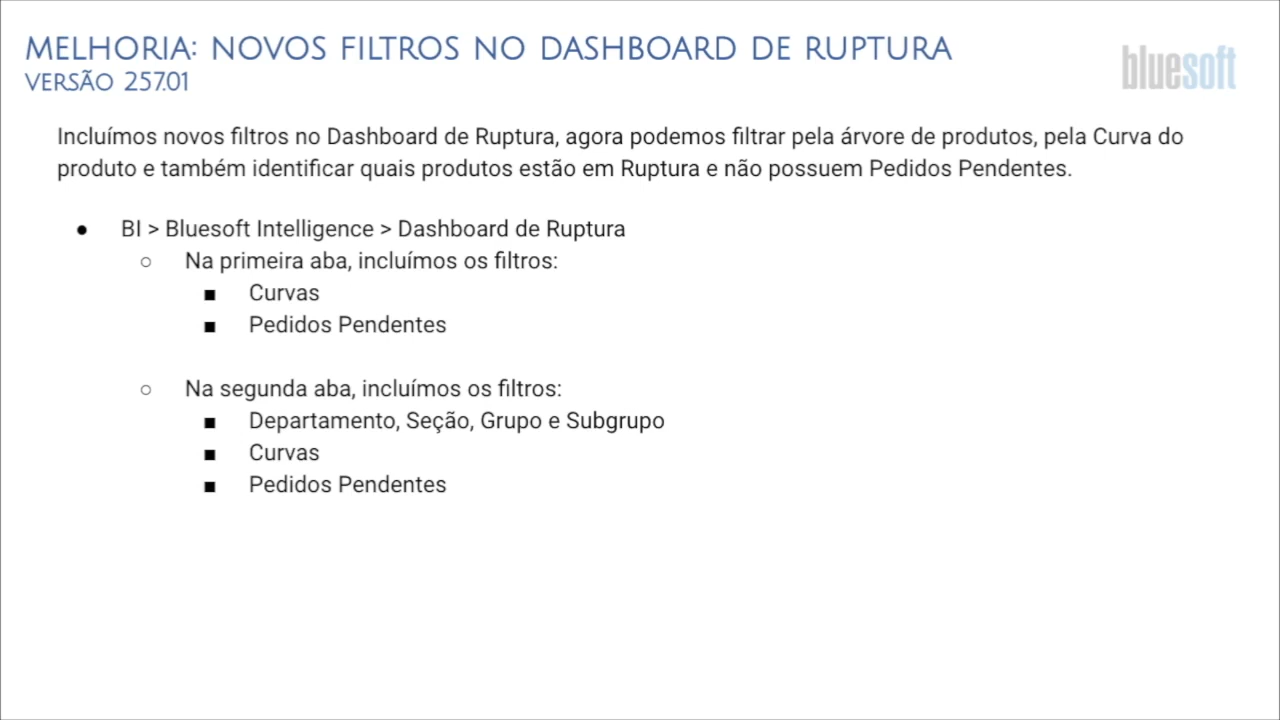 MELHORIA: NOVOS FILTROS NO DASHBOARD DE RUPTURA
VERSÃO 257.01
bluesoft
Incluímos novos filtros no Dashboard de Ruptura, agora podemos filtrar pela árvore de produtos, pela Curva do
produto e também identificar quais produtos estão em Ruptura e não possuem Pedidos Pendentes.
● BI > Bluesoft Intelligence > Dashboard de Ruptura
○ Na primeira aba, incluímos os filtros:
■ Curvas
■ Pedidos Pendentes
○ Na segunda aba, incluímos os filtros:
■ Departamento, Seção, Grupo e Subgrupo
■ Curvas
■ Pedidos Pendentes